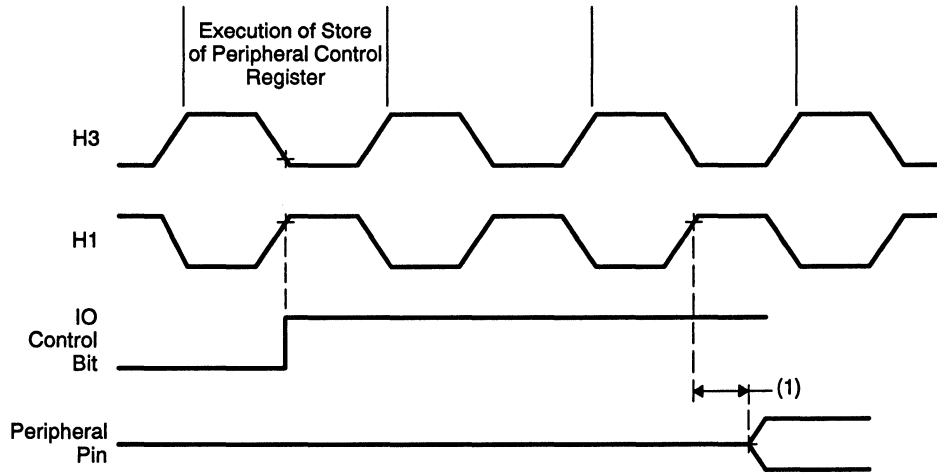 Execution of Store
of Peripheral Control
Register
H3
H1
IO
Control
Bit
(1)
Peripheral
Pin